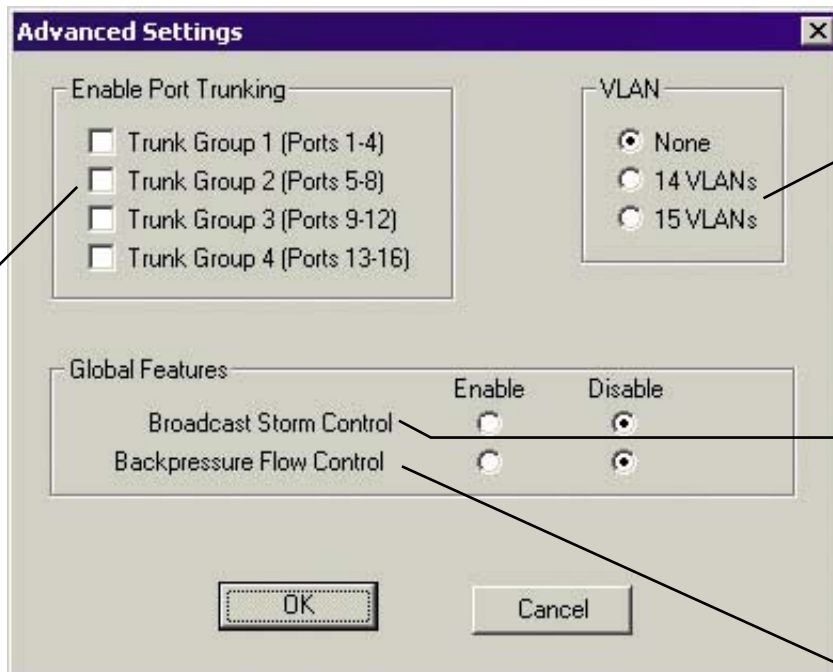 Advanced Settings
Enable Port Trunking
Trunk Group 1 (Ports 1-4)
Trunk Group 2 (Ports 5-8)
Trunk Group 3 (Ports 9-12)
Trunk Group 4 (Ports 13-16)
VLAN
None
14 VLANs
15 VLANs
Global Features
Enable Disable
Broadcast Storm Control
Backpressure Flow Control
OK Cancel